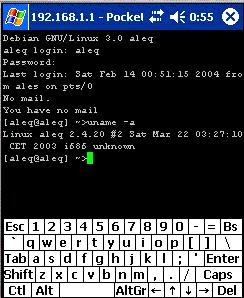 192.168.1.1 - Pocket 0:55
Debian GNU/Linux 3.0 aleq
aleq login: aleq
Password:
Last login: Sat Feb 14 00:51:15 2004 fro
m ales on pts/0
No mail.
You have no mail
[aleq@aleq] ~>uname -a
Linux aleq 2.4.20 #2 Sat Mar 22 03:27:10
 CET 2003 i686 unknown
[aleq@aleq] ~>
Esc 1 2 3 4 5 6 7 8 9 0 - = Bs
` q w e r t y u i o p [ ] \
Tab a s d f g h j k l ; ' Enter
Shift z x c v b n m , . / Caps
Ctl Alt AltGr ← ↑ ↓ → Del